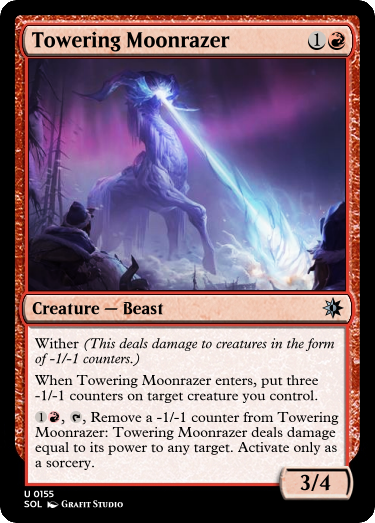 Towering Moonrazer 1
Creature — Beast
Wither (This deals damage to creatures in the form
of -1/-1 counters.)
When Towering Moonrazer enters, put three
-1/-1 counters on target creature you control.
1 , , Remove a -1/-1 counter from Towering
Moonrazer: Towering Moonrazer deals damage
equal to its power to any target. Activate only as
a sorcery.
3/4
U 0155
SOL Grafit Studio